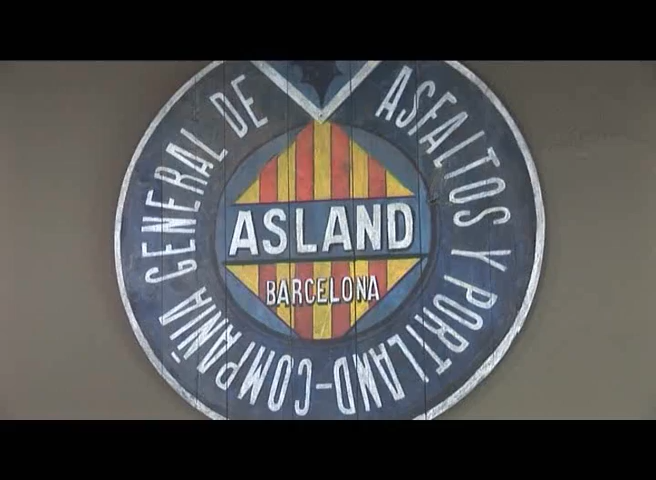 COMPAÑIA GENERAL DE ASFALTOS Y PORTLAND-
ASLAND
BARCELONA